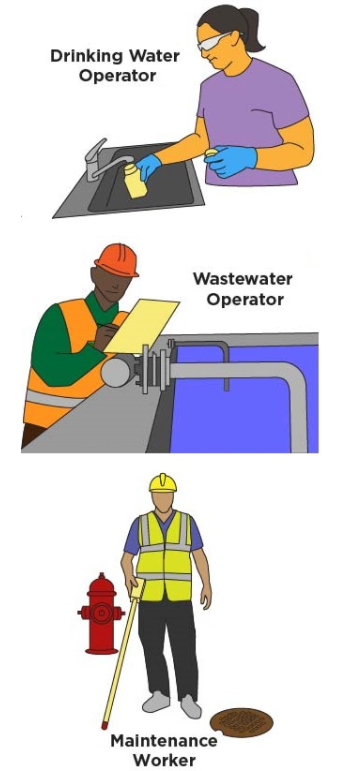 Drinking Water
Operator
Wastewater
Operator
Maintenance
Worker